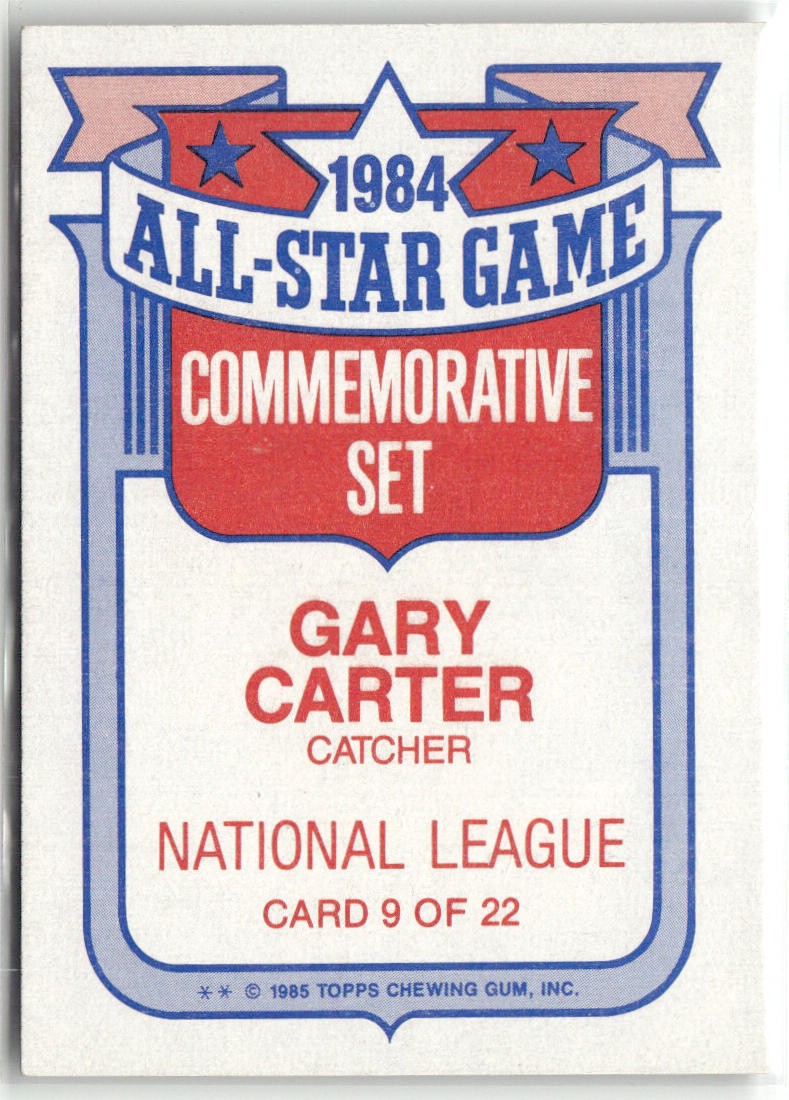 1984
ALL-STAR GAME
COMMEMORATIVE
SET
GARY
CARTER
CATCHER
NATIONAL LEAGUE
CARD 9 OF 22
** © 1985 TOPPS CHEWING GUM, INC.